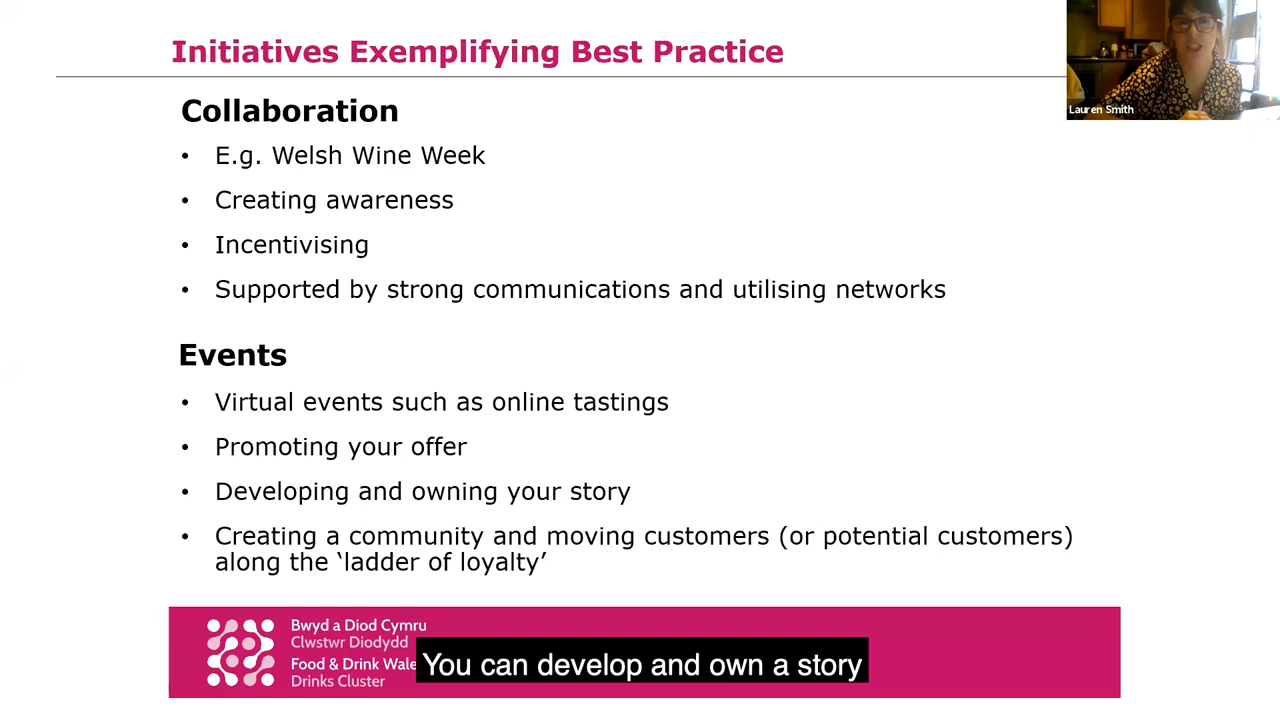 Initiatives Exemplifying Best Practice
Lauren Smith
Collaboration
• E.g. Welsh Wine Week
• Creating awareness
• Incentivising
• Supported by strong communications and utilising networks
Events
• Virtual events such as online tastings
• Promoting your offer
• Developing and owning your story
• Creating a community and moving customers (or potential customers)
along the ‘ladder of loyalty’
Bwyd a Diod Cymru
Clwstwr Diodydd
Food & Drink Wale
Drinks Cluster
You can develop and own a story